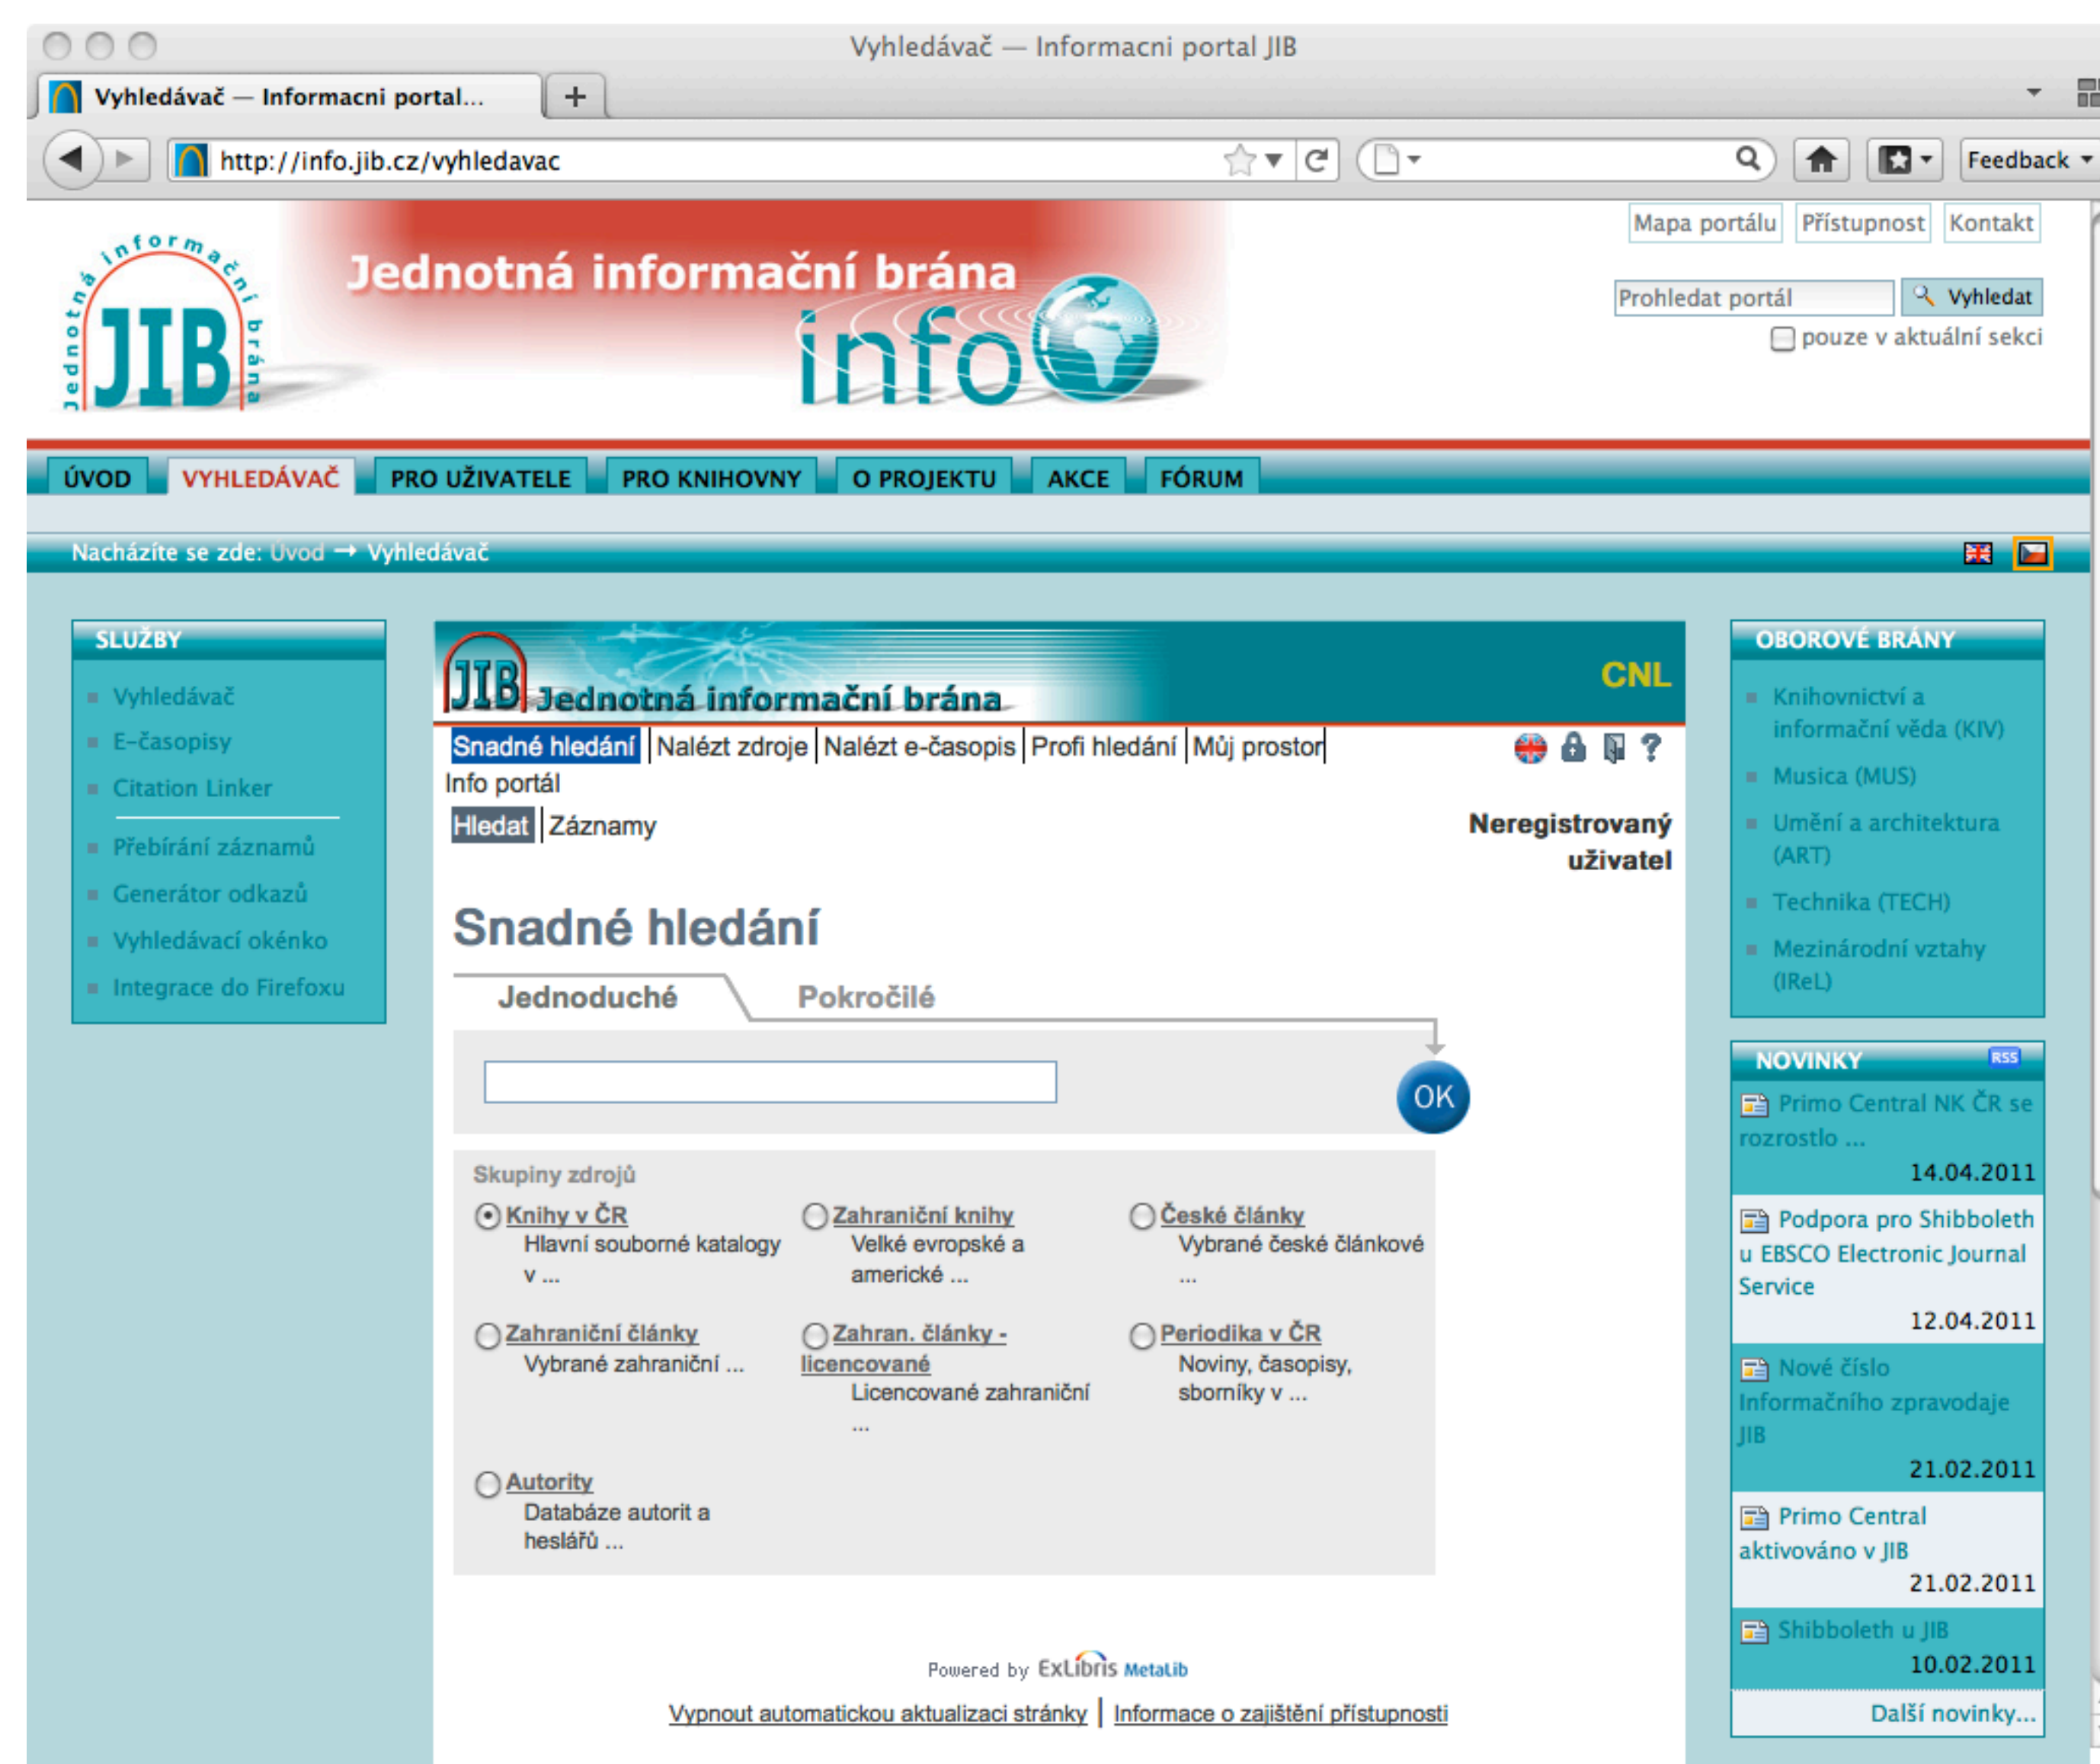 Vyhledávač — Informacni portal JIB
Vyhledávač — Informacni portal...
http://info.jib.cz/vyhledavac
Feedback
Jednotná informační brána
JIB
Jednotná informační brána
info
Mapa portálu Přístupnost Kontakt
Prohledat portál Vyhledat
pouze v aktuální sekci
ÚVOD VYHLEDÁVAČ PRO UŽIVATELE PRO KNIHOVNY O PROJEKTU AKCE FÓRUM
Nacházíte se zde: Úvod → Vyhledávač
SLUŽBY
Vyhledávač
E-časopisy
Citation Linker
Přebírání záznamů
Generátor odkazů
Vyhledávací okénko
Integrace do Firefoxu
JIB Jednotná informační brána
CNL
Snadné hledání Nalézt zdroje Nalézt e-časopis Profi hledání Můj prostor
Info portál
Hledat Záznamy
Neregistrovaný
uživatel
Snadné hledání
Jednoduché Pokročilé
OK
Skupiny zdrojů
Knihy v ČR
Hlavní souborné katalogy
v ...
Zahraniční knihy
Velké evropské a
americké ...
České články
Vybrané české článkové
...
Zahraniční články
Vybrané zahraniční ...
Zahran. články -
licencované
Licencované zahraniční
...
Periodika v ČR
Noviny, časopisy,
sborníky v ...
Autority
Databáze autorit a
heslářů ...
Powered by ExLibris MetaLib
Vypnout automatickou aktualizaci stránky | Informace o zajištění přístupnosti
OBOROVÉ BRÁNY
Knihovnictví a
informační věda (KIV)
Musica (MUS)
Umění a architektura
(ART)
Technika (TECH)
Mezinárodní vztahy
(IReL)
NOVINKY RSS
Primo Central NK ČR se
rozrostlo ...
14.04.2011
Podpora pro Shibboleth
u EBSCO Electronic Journal
Service
12.04.2011
Nové číslo
Informačního zpravodaje
JIB
21.02.2011
Primo Central
aktivováno v JIB
21.02.2011
Shibboleth u JIB
10.02.2011
Další novinky...